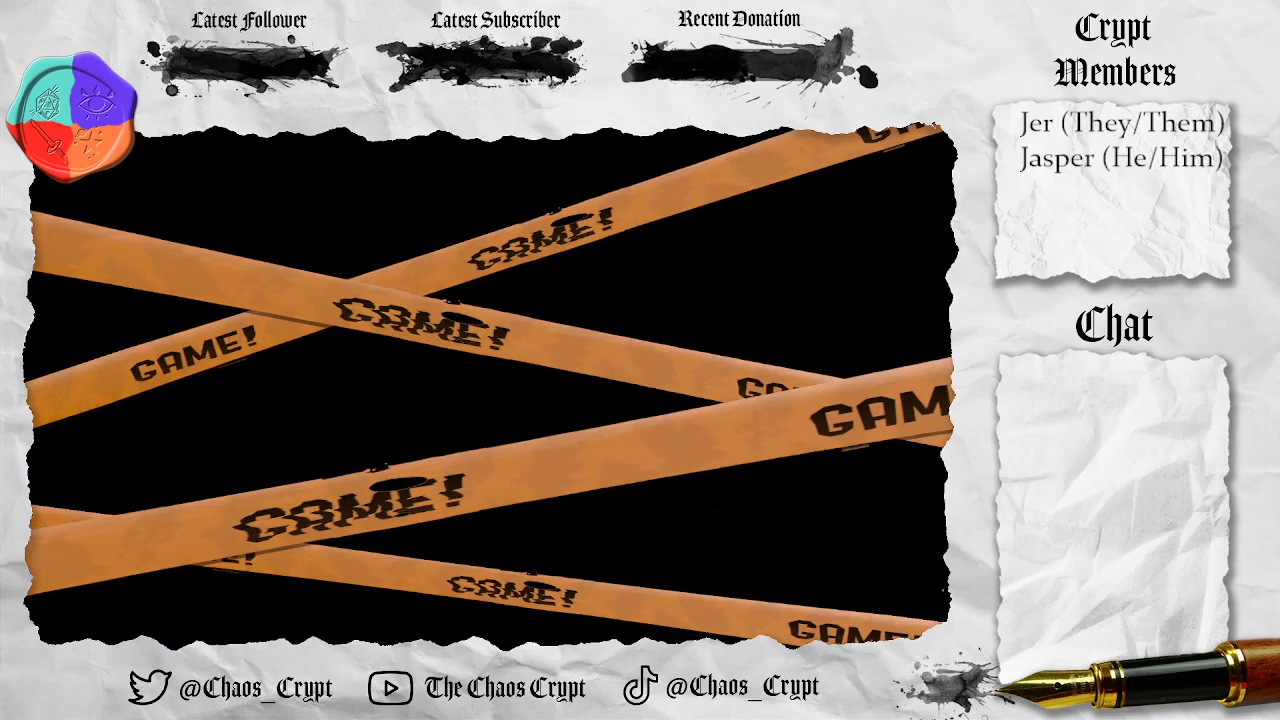 Latest Follower
Latest Subscriber
Recent Donation
Crypt
Members
Jer (They/Them)
Jasper (He/Him)
GAME!
GAME!
GAME!
GAM
GAME!
GAME!
Chat
@Chaos_Crypt
The Chaos Crypt
@Chaos_Crypt